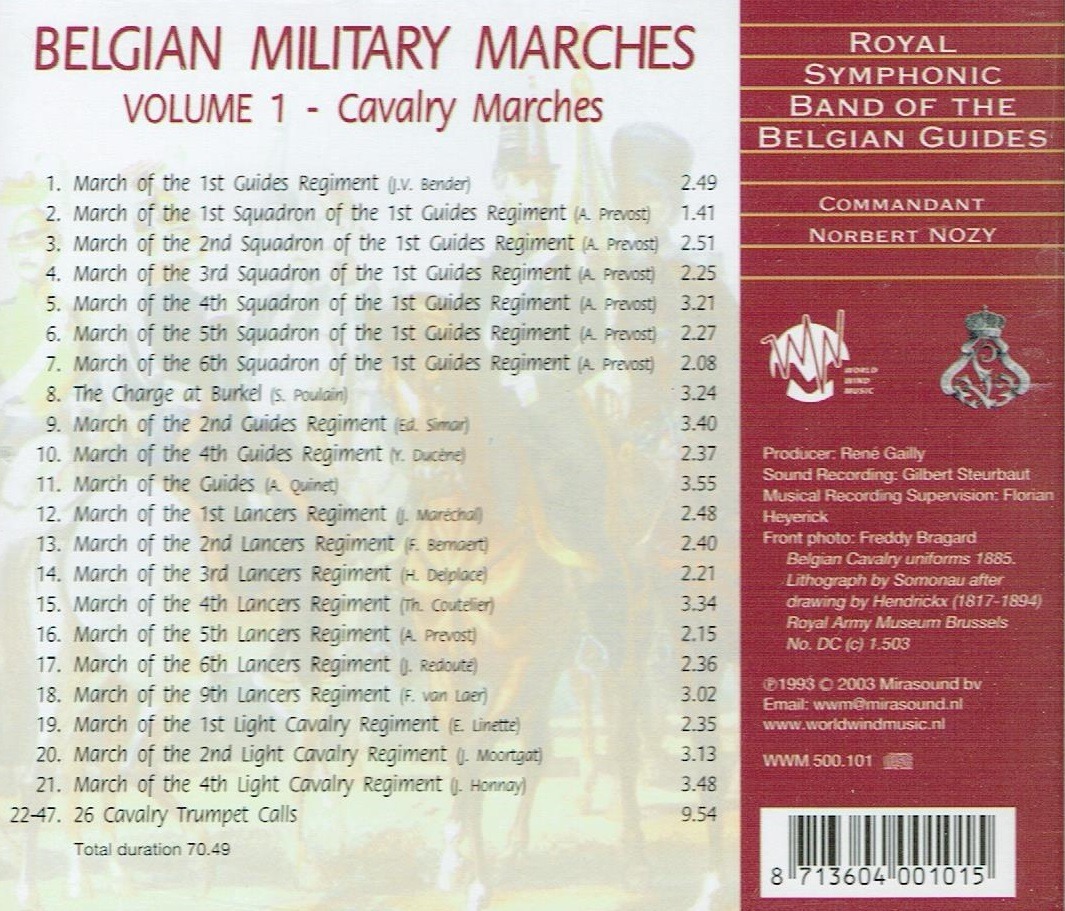 BELGIAN MILITARY MARCHES
VOLUME 1 - Cavalry Marches
1. March of the 1st Guides Regiment (J.V. Bender) 2.49
2. March of the 1st Squadron of the 1st Guides Regiment (A. Prevost) 1.41
3. March of the 2nd Squadron of the 1st Guides Regiment (A. Prevost) 2.51
4. March of the 3rd Squadron of the 1st Guides Regiment (A. Prevost) 2.25
5. March of the 4th Squadron of the 1st Guides Regiment (A. Prevost) 3.21
6. March of the 5th Squadron of the 1st Guides Regiment (A. Prevost) 2.27
7. March of the 6th Squadron of the 1st Guides Regiment (A. Prevost) 2.08
8. The Charge at Burkel (S. Poulain) 3.24
9. March of the 2nd Guides Regiment (Ed. Simar) 3.40
10. March of the 4th Guides Regiment (Y. Ducène) 2.37
11. March of the Guides (A. Quinet) 3.55
12. March of the 1st Lancers Regiment (J. Maréchal) 2.48
13. March of the 2nd Lancers Regiment (F. Bernaert) 2.40
14. March of the 3rd Lancers Regiment (H. Delplace) 2.21
15. March of the 4th Lancers Regiment (Th. Coutelier) 3.34
16. March of the 5th Lancers Regiment (A. Prevost) 2.15
17. March of the 6th Lancers Regiment (J. Redouté) 2.36
18. March of the 9th Lancers Regiment (F. van Laer) 3.02
19. March of the 1st Light Cavalry Regiment (E. Linette) 2.35
20. March of the 2nd Light Cavalry Regiment (J. Moortgat) 3.13
21. March of the 4th Light Cavalry Regiment (J. Honnay) 3.48
22-47. 26 Cavalry Trumpet Calls 9.54
Total duration 70.49
ROYAL
SYMPHONIC
BAND OF THE
BELGIAN GUIDES
COMMANDANT
NORBERT NOZY
WORLD
WIND
MUSIC
Producer: René Gailly
Sound Recording: Gilbert Steurbaut
Musical Recording Supervision: Florian
Heyerick
Front photo: Freddy Bragard
Belgian Cavalry uniforms 1885.
Lithograph by Somonau after
drawing by Hendrickx (1817-1894)
Royal Army Museum Brussels
No. DC (c) 1.503
℗1993 © 2003 Mirasound bv
Email: wwm@mirasound.nl
www.worldwindmusic.nl
WWM 500.101
8 713604 001015